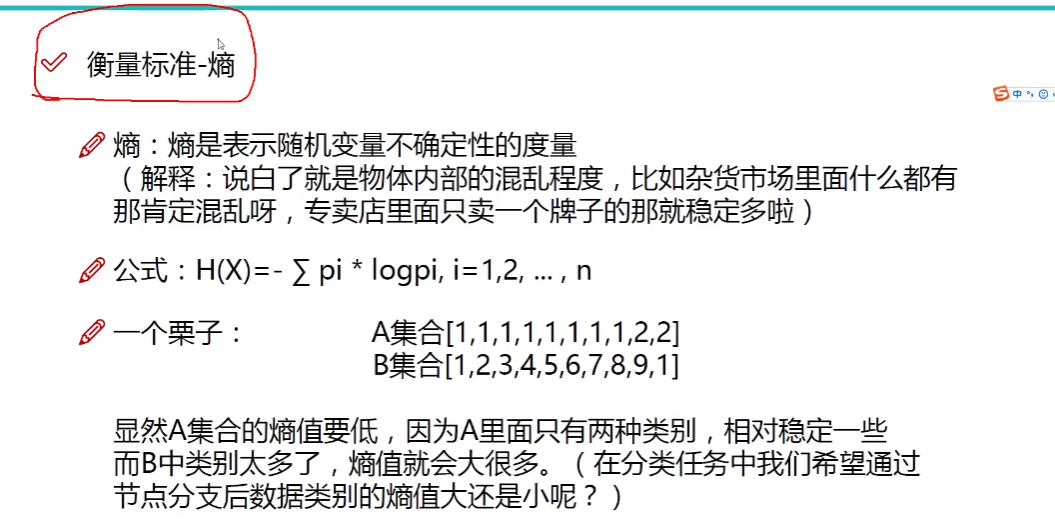 衡量标准-熵
熵：熵是表示随机变量不确定性的度量
（解释：说白了就是物体内部的混乱程度，比如杂货市场里面什么都有
那肯定混乱呀，专卖店里面只卖一个牌子的那就稳定多啦）
公式：H(X)=- ∑ pi * logpi, i=1,2, ... , n
一个栗子：	A集合[1,1,1,1,1,1,1,1,2,2]
B集合[1,2,3,4,5,6,7,8,9,1]
显然A集合的熵值要低，因为A里面只有两种类别，相对稳定一些
而B中类别太多了，熵值就会大很多。（在分类任务中我们希望通过
节点分支后数据类别的熵值大还是小呢？）
S 中